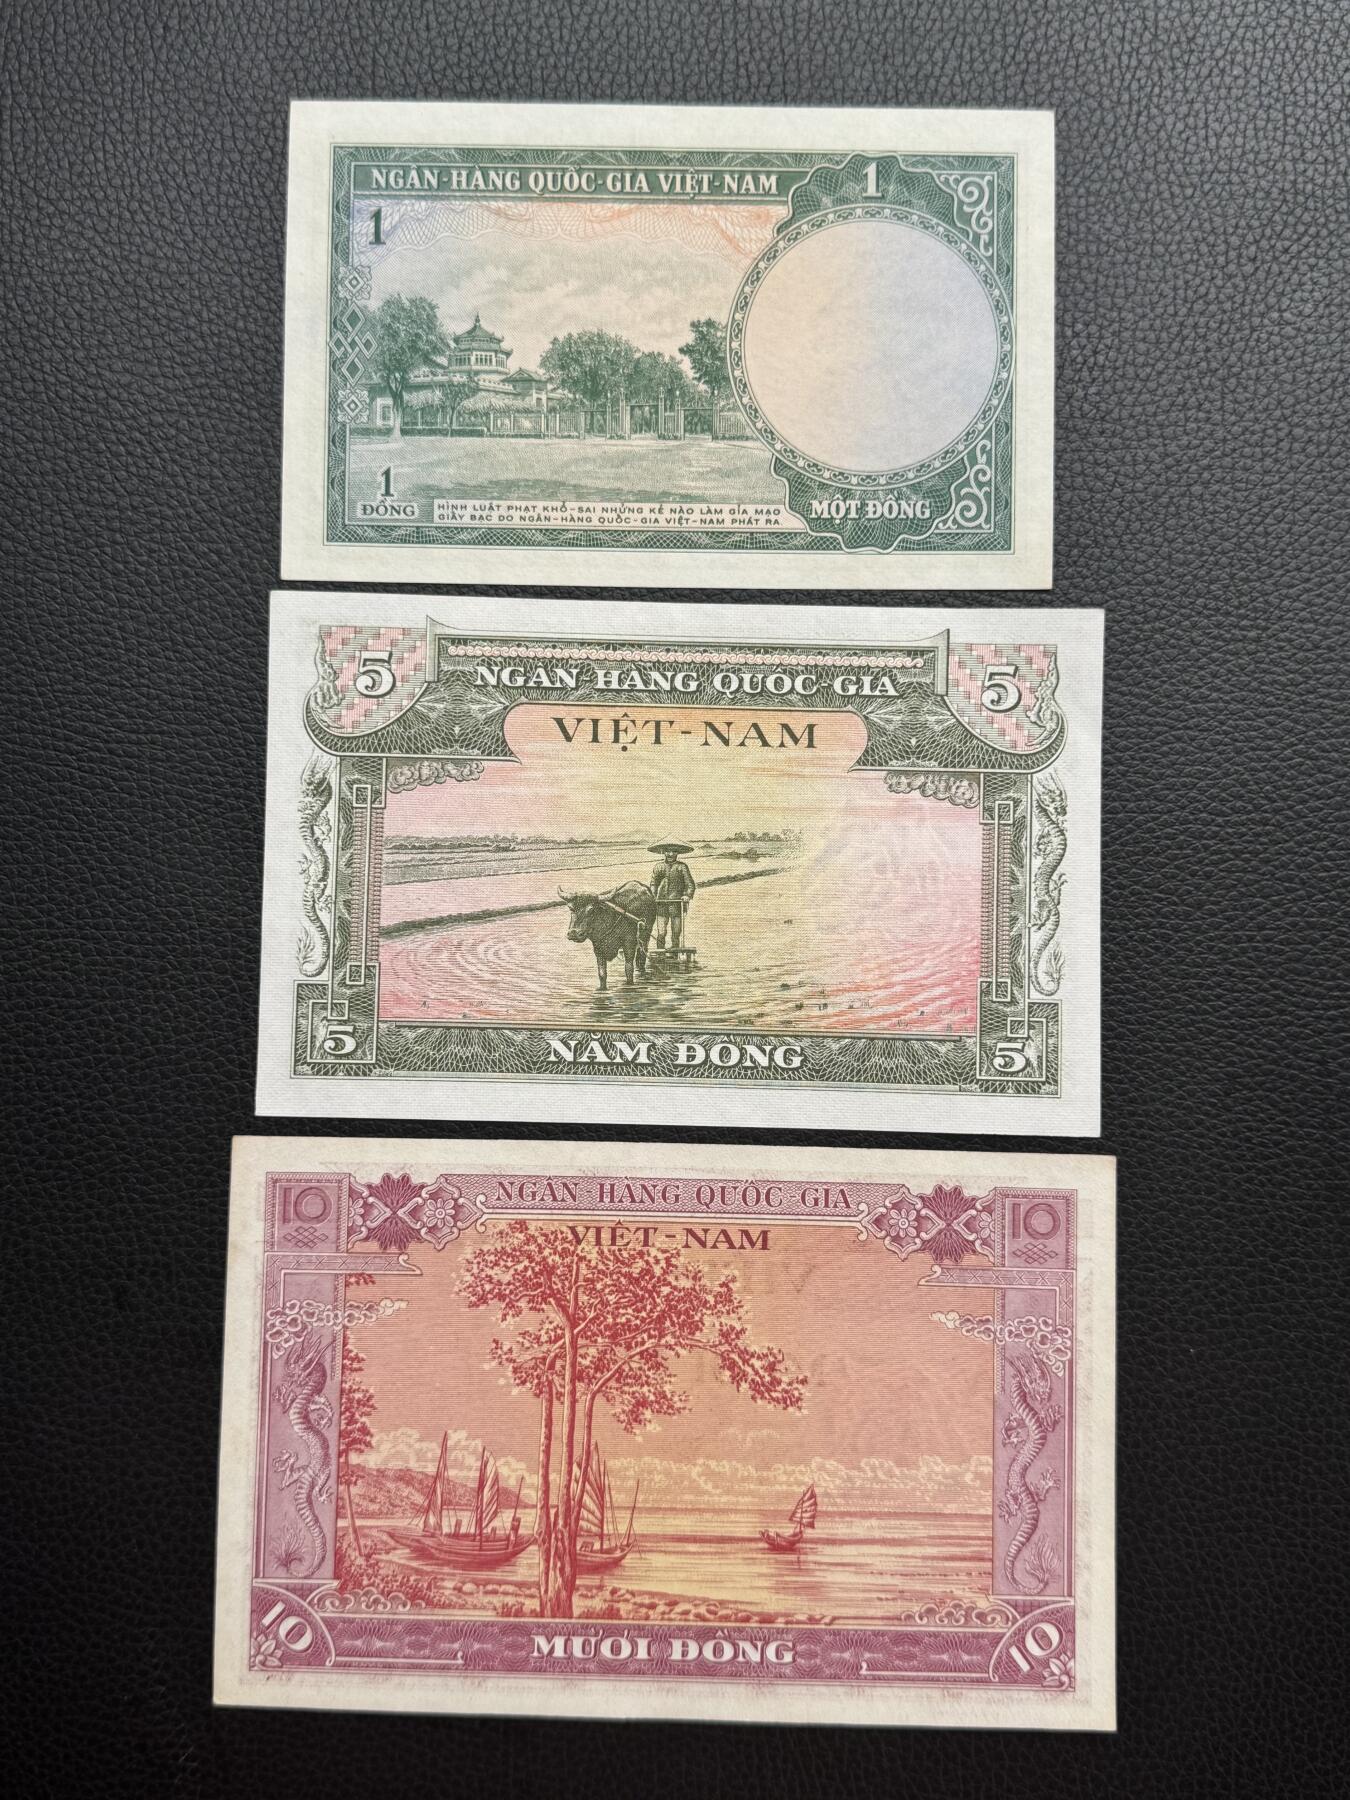 NGÂN-HÀNG QUỐC-GIA VIỆT-NAM
1
1
1
ĐỒNG
HÌNH LUẬT PHẠT KHỔ-SAI NHỮNG KẺ NÀO LÀM GIẢ MẠO
GIẤY BẠC DO NGÂN-HÀNG QUỐC-GIA VIỆT-NAM PHÁT RA.
MỘT ĐỒNG
5
NGÂN HÀNG QUỐC-GIA
5
VIỆT-NAM
5
NĂM ĐỒNG
5
10
NGÂN HÀNG QUỐC GIA
10
VIỆT-NAM
10
MƯỜI ĐỒNG
10